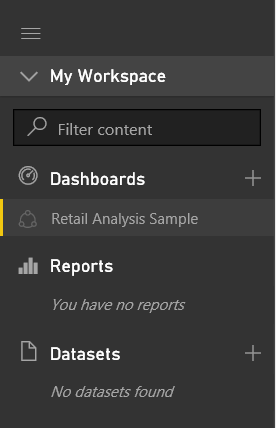 My Workspace
Filter content
Dashboards
Retail Analysis Sample
Reports
You have no reports
Datasets
No datasets found